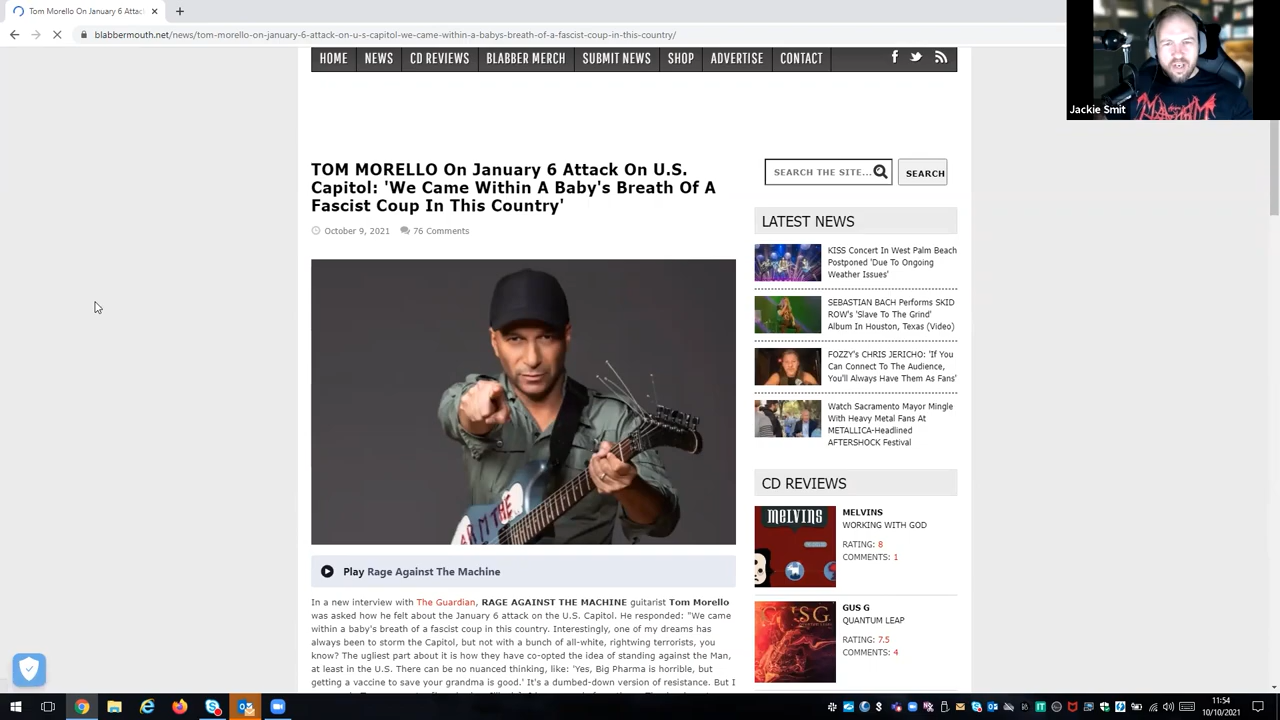 Tom Morello On January 6 Attac
blabbermouth.net/news/tom-morello-on-january-6-attack-on-u-s-capitol-we-came-within-a-babys-breath-of-a-fascist-coup-in-this-country/
Jackie Smit
HOME NEWS CD REVIEWS BLABBER MERCH SUBMIT NEWS SHOP ADVERTISE CONTACT
TOM MORELLO On January 6 Attack On U.S.
Capitol: 'We Came Within A Baby's Breath Of A
Fascist Coup In This Country'
October 9, 2021 76 Comments
SEARCH THE SITE... SEARCH
LATEST NEWS
KISS Concert In West Palm Beach
Postponed 'Due To Ongoing
Weather Issues'
SEBASTIAN BACH Performs SKID
ROW's 'Slave To The Grind'
Album In Houston, Texas (Video)
FOZZY's CHRIS JERICHO: 'If You
Can Connect To The Audience,
You'll Always Have Them As Fans'
Watch Sacramento Mayor Mingle
With Heavy Metal Fans At
METALLICA-Headlined
AFTERSHOCK Festival
CD REVIEWS
MELVINS
MELVINS
WORKING WITH GOD
RATING: 8
COMMENTS: 1
GUS G
GUS G
QUANTUM LEAP
RATING: 7.5
COMMENTS: 4
ARM THE
Play Rage Against The Machine
In a new interview with The Guardian, RAGE AGAINST THE MACHINE guitarist Tom Morello
was asked how he felt about the January 6 attack on the U.S. Capitol. He responded: "We came
within a baby's breath of a fascist coup in this country. Interestingly, one of my dreams has
always been to storm the Capitol, but not with a bunch of all-white, rightwing terrorists, you
know? The ugliest part about it is how they have co-opted the idea of standing against the Man,
at least in the U.S. There can be no nuanced thinking, like: 'Yes, Big Pharma is horrible, but
getting a vaccine to save your grandma is good.' It's a dumbed-down version of resistance. But I
11:54
10/10/2021